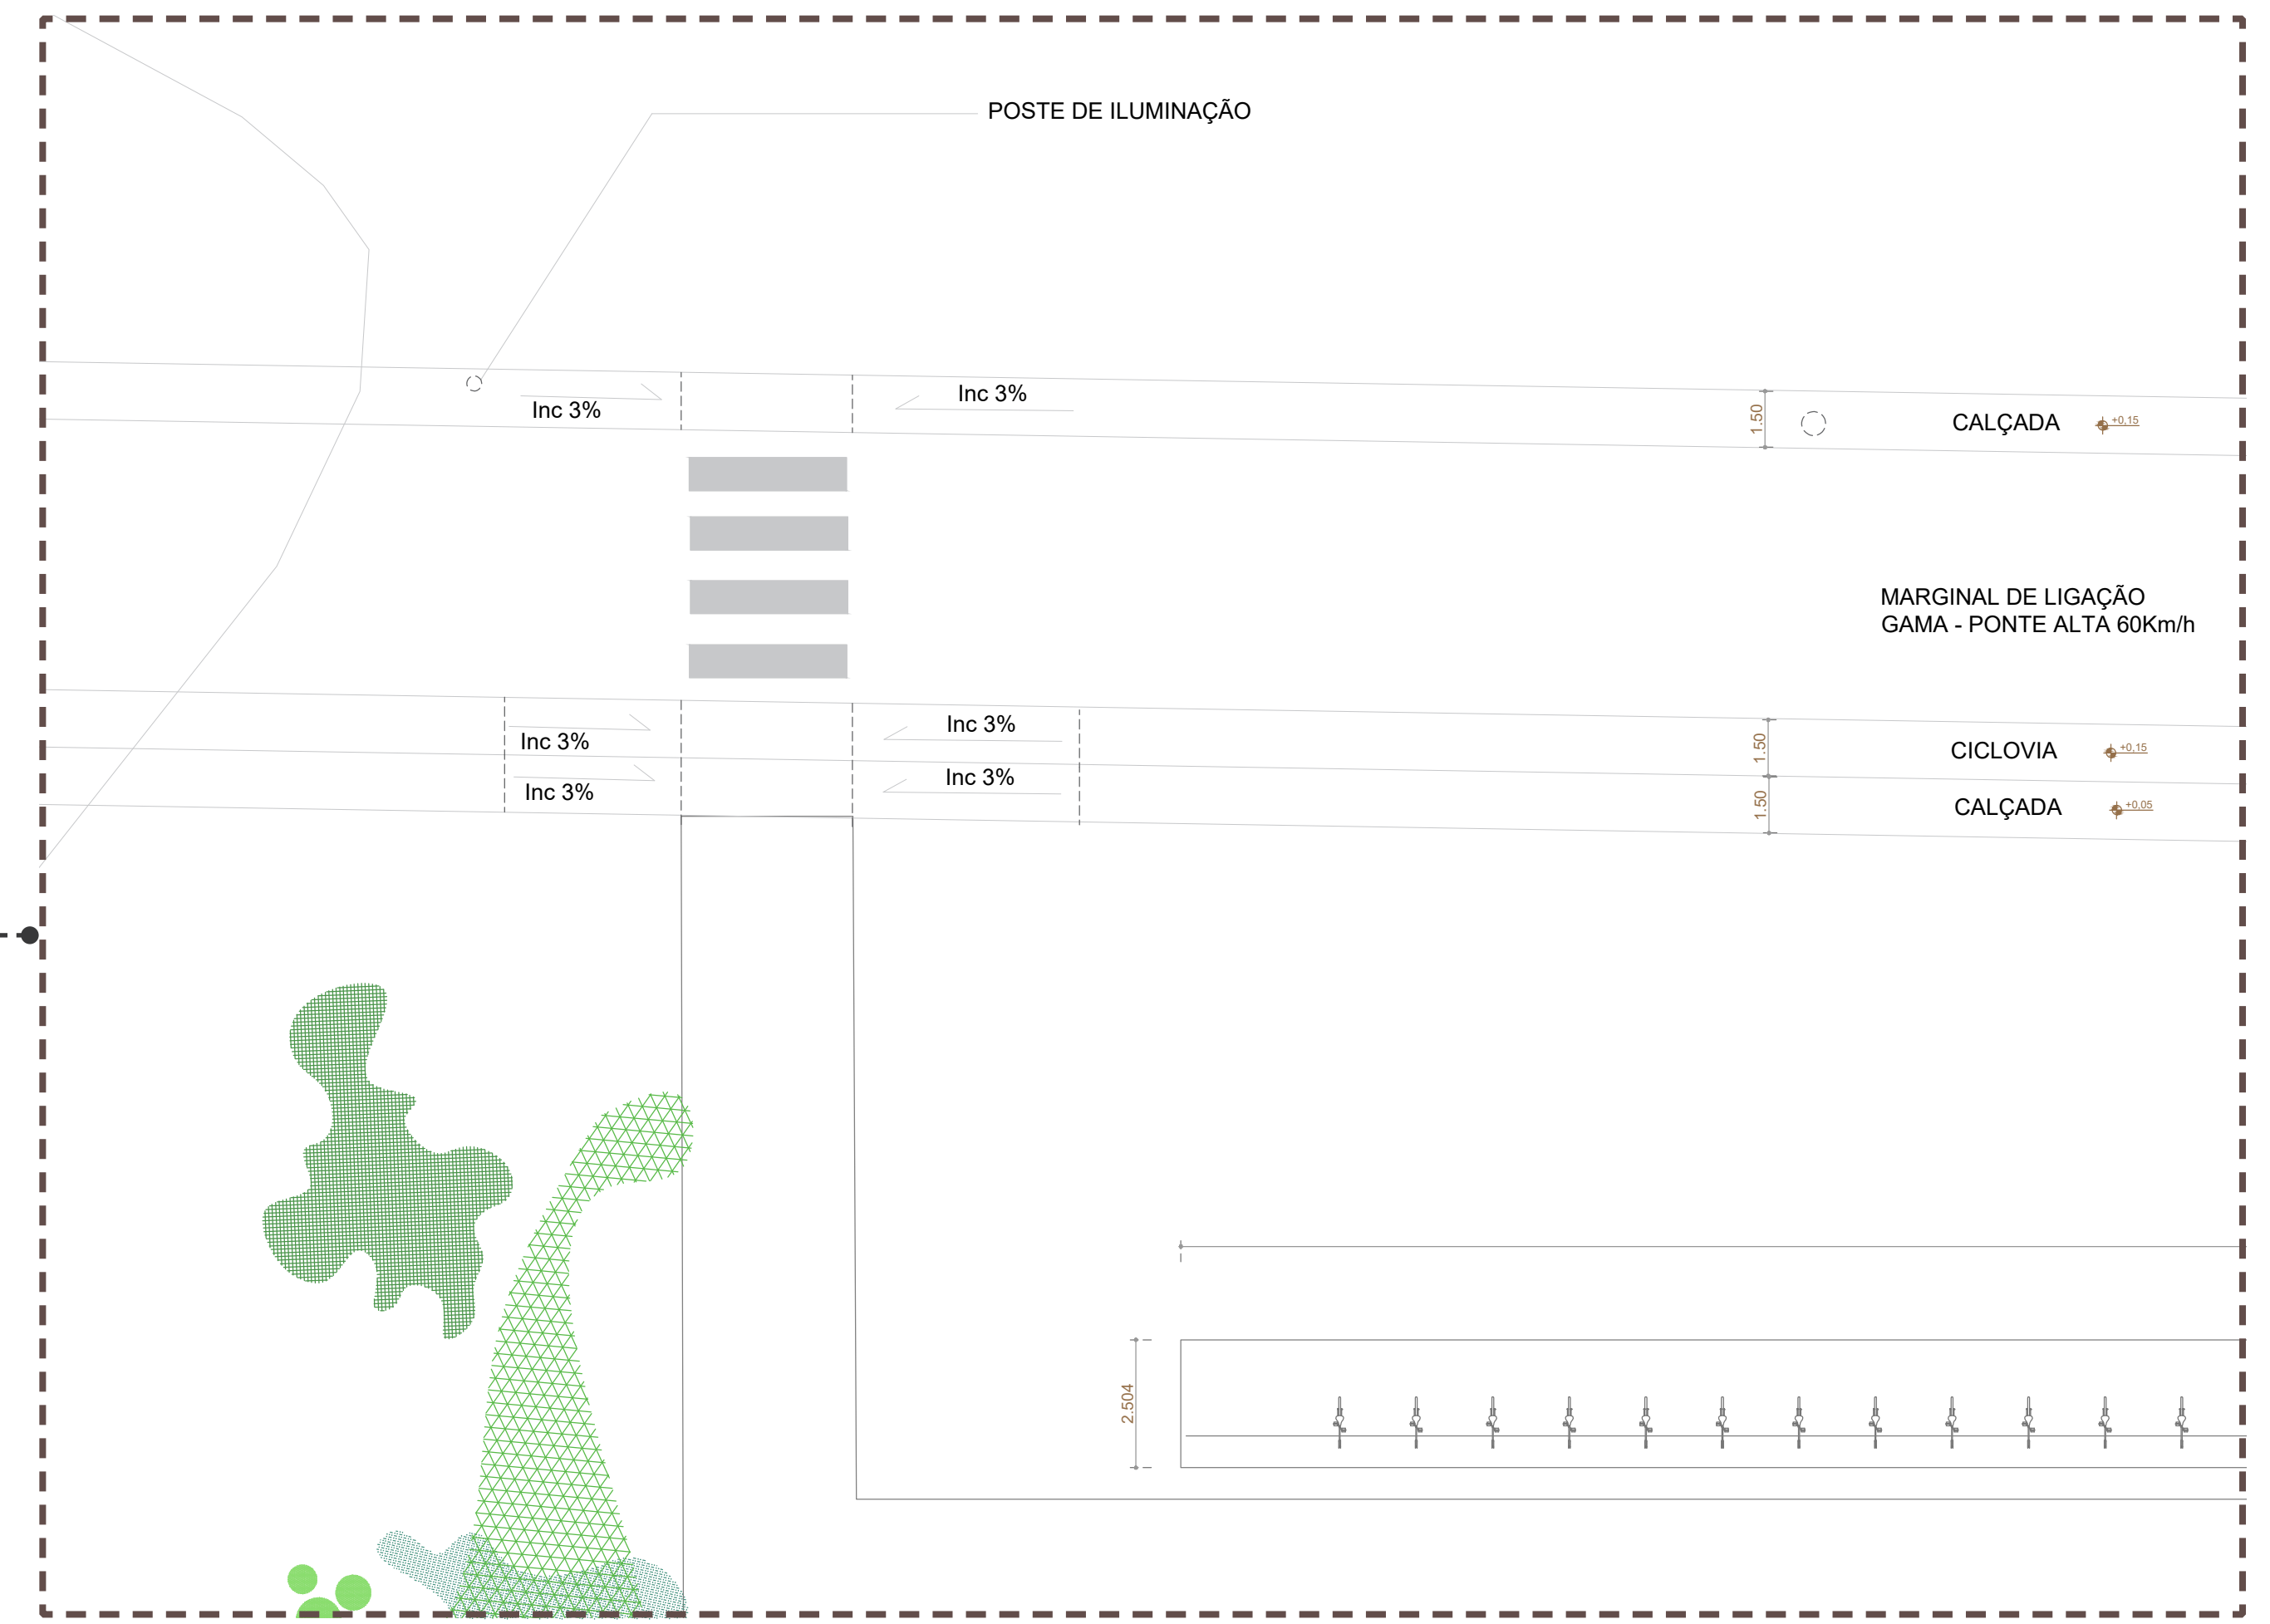 POSTE DE ILUMINAÇÃO
Inc 3%
Inc 3%
1.50
CALÇADA
+0,15
MARGINAL DE LIGAÇÃO
GAMA - PONTE ALTA 60Km/h
Inc 3%
Inc 3%
1.50
CICLOVIA
+0,15
Inc 3%
Inc 3%
1.50
CALÇADA
+0,05
2.504